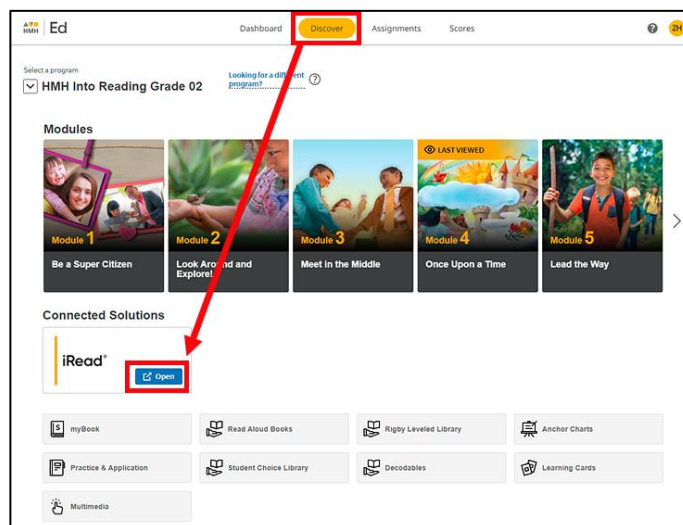 HMH
Ed
Dashboard
Discover
Assignments
Scores
?
ZH
Select a program
HMH Into Reading Grade 02
Looking for a different
program?
?
Modules
Module 1
Be a Super Citizen
Module 2
Look Around and
Explore!
Module 3
Meet in the Middle
LAST VIEWED
Module 4
Once Upon a Time
Module 5
Lead the Way
Connected Solutions
iRead®
Open
myBook
Read Aloud Books
Rigby Leveled Library
Anchor Charts
Practice & Application
Student Choice Library
Decodables
Learning Cards
Multimedia